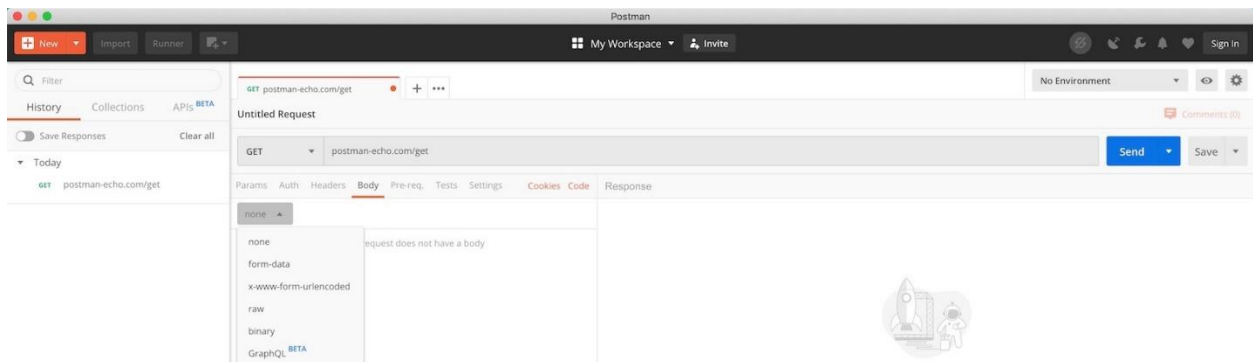 Postman
New Import Runner My Workspace Invite Sign In
Filter
GET postman-echo.com/get + ••• No Environment
History Collections APIs BETA
Untitled Request Comments (0)
Save Responses Clear all
GET postman-echo.com/get Send Save
Today
GET postman-echo.com/get
Params Auth Headers Body Pre-req. Tests Settings Cookies Code Response
none
none
request does not have a body
form-data
x-www-form-urlencoded
raw
binary
GraphQL BETA